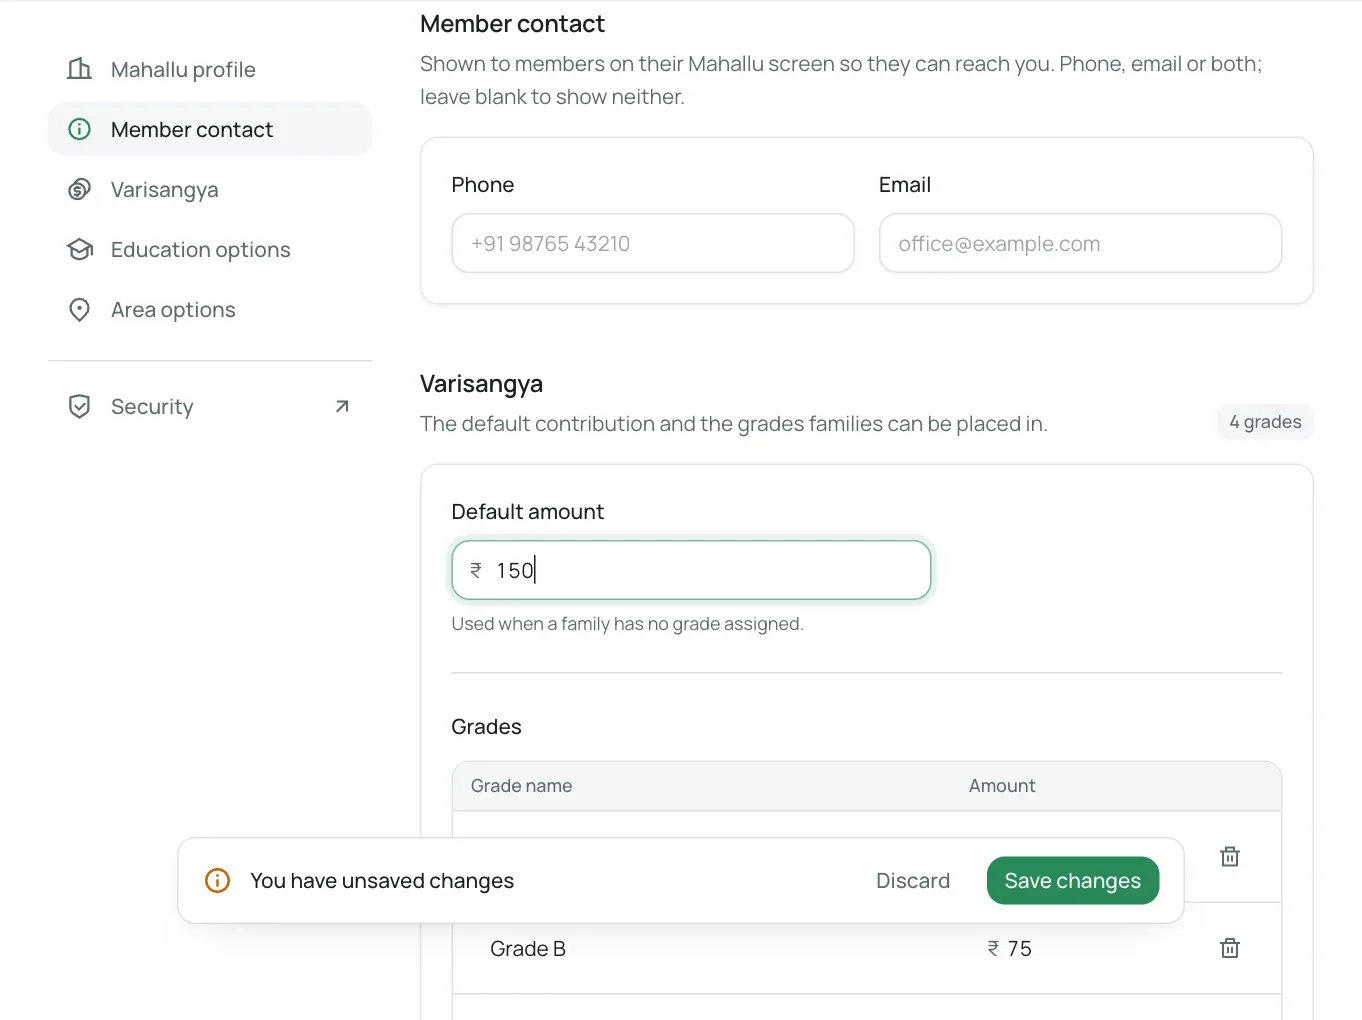 Mahallu profile
Member contact
Varisangya
Education options
Area options
Security
Member contact
Shown to members on their Mahallu screen so they can reach you. Phone, email or both;
leave blank to show neither.
Phone
Email
+91 98765 43210
office@example.com
Varisangya
The default contribution and the grades families can be placed in.
4 grades
Default amount
₹ 150
Used when a family has no grade assigned.
Grades
Grade name
Amount
You have unsaved changes
Discard
Save changes
Grade B
₹ 75